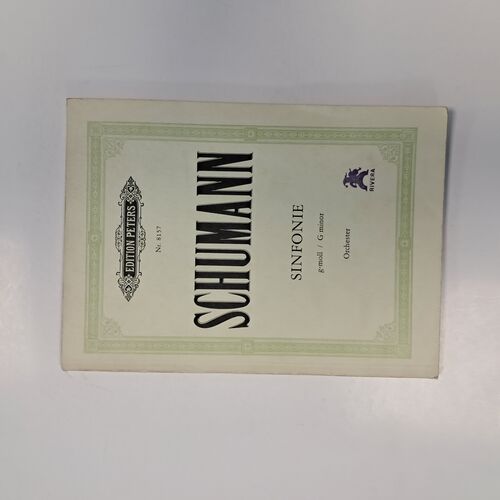 EDITION PETERS
Nr. 8157
SCHUMANN
SINFONIE
g-moll / G minor
Orchester
RIVERA